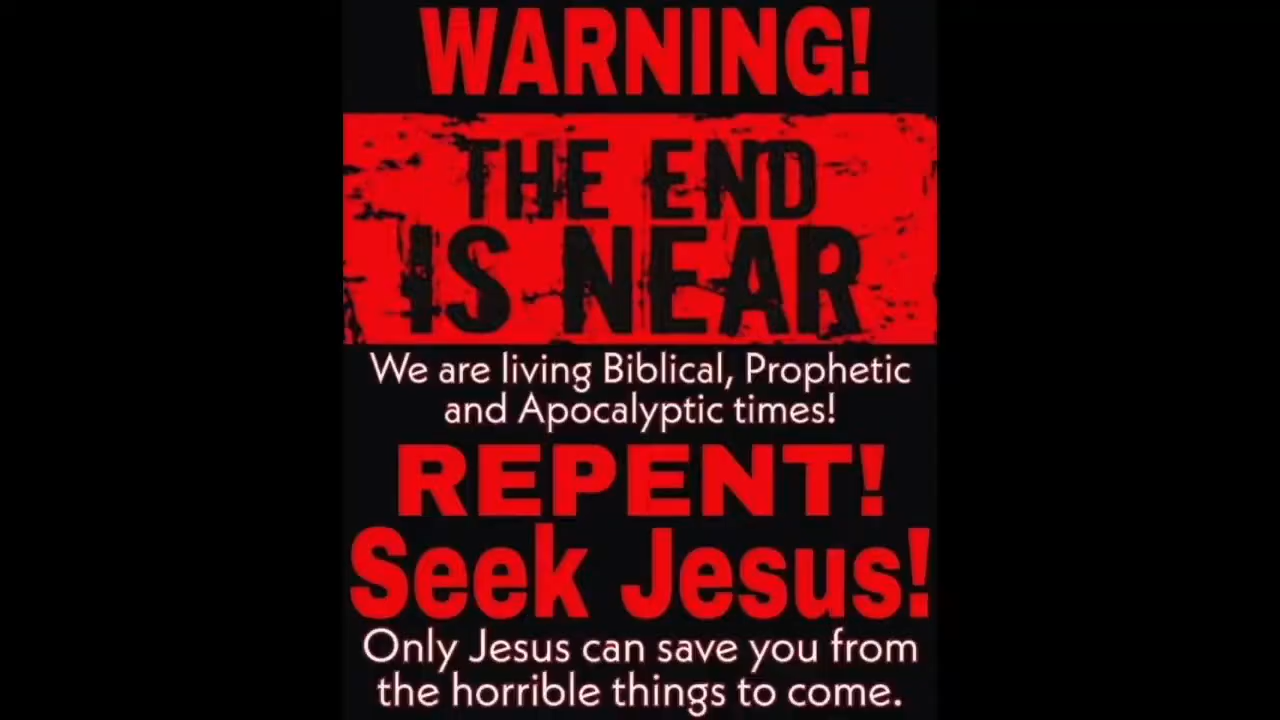 WARNING!
THE END
IS NEAR
We are living Biblical, Prophetic
and Apocalyptic times!
REPENT!
Seek Jesus!
Only Jesus can save you from
the horrible things to come.